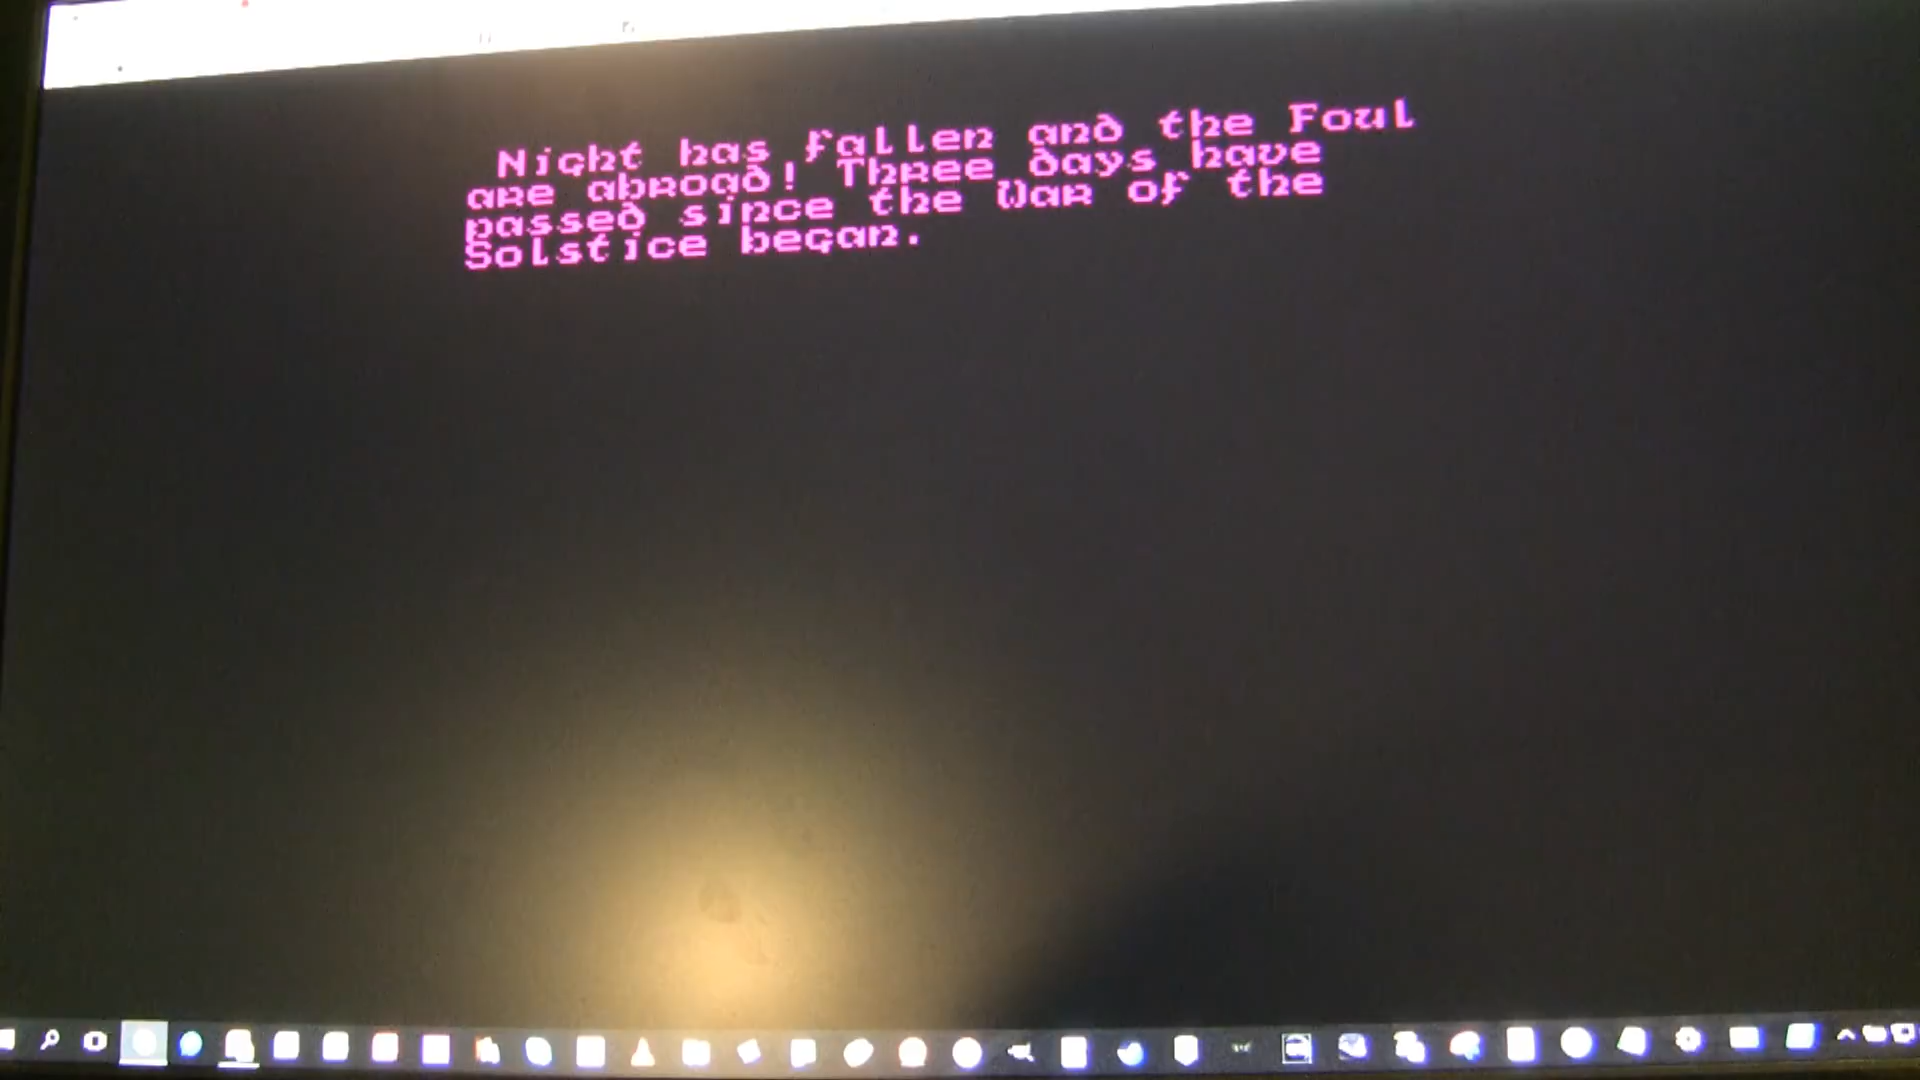 Night has fallen and the Foul
are abroad! Three days have
passed since the War of the
Solstice began.